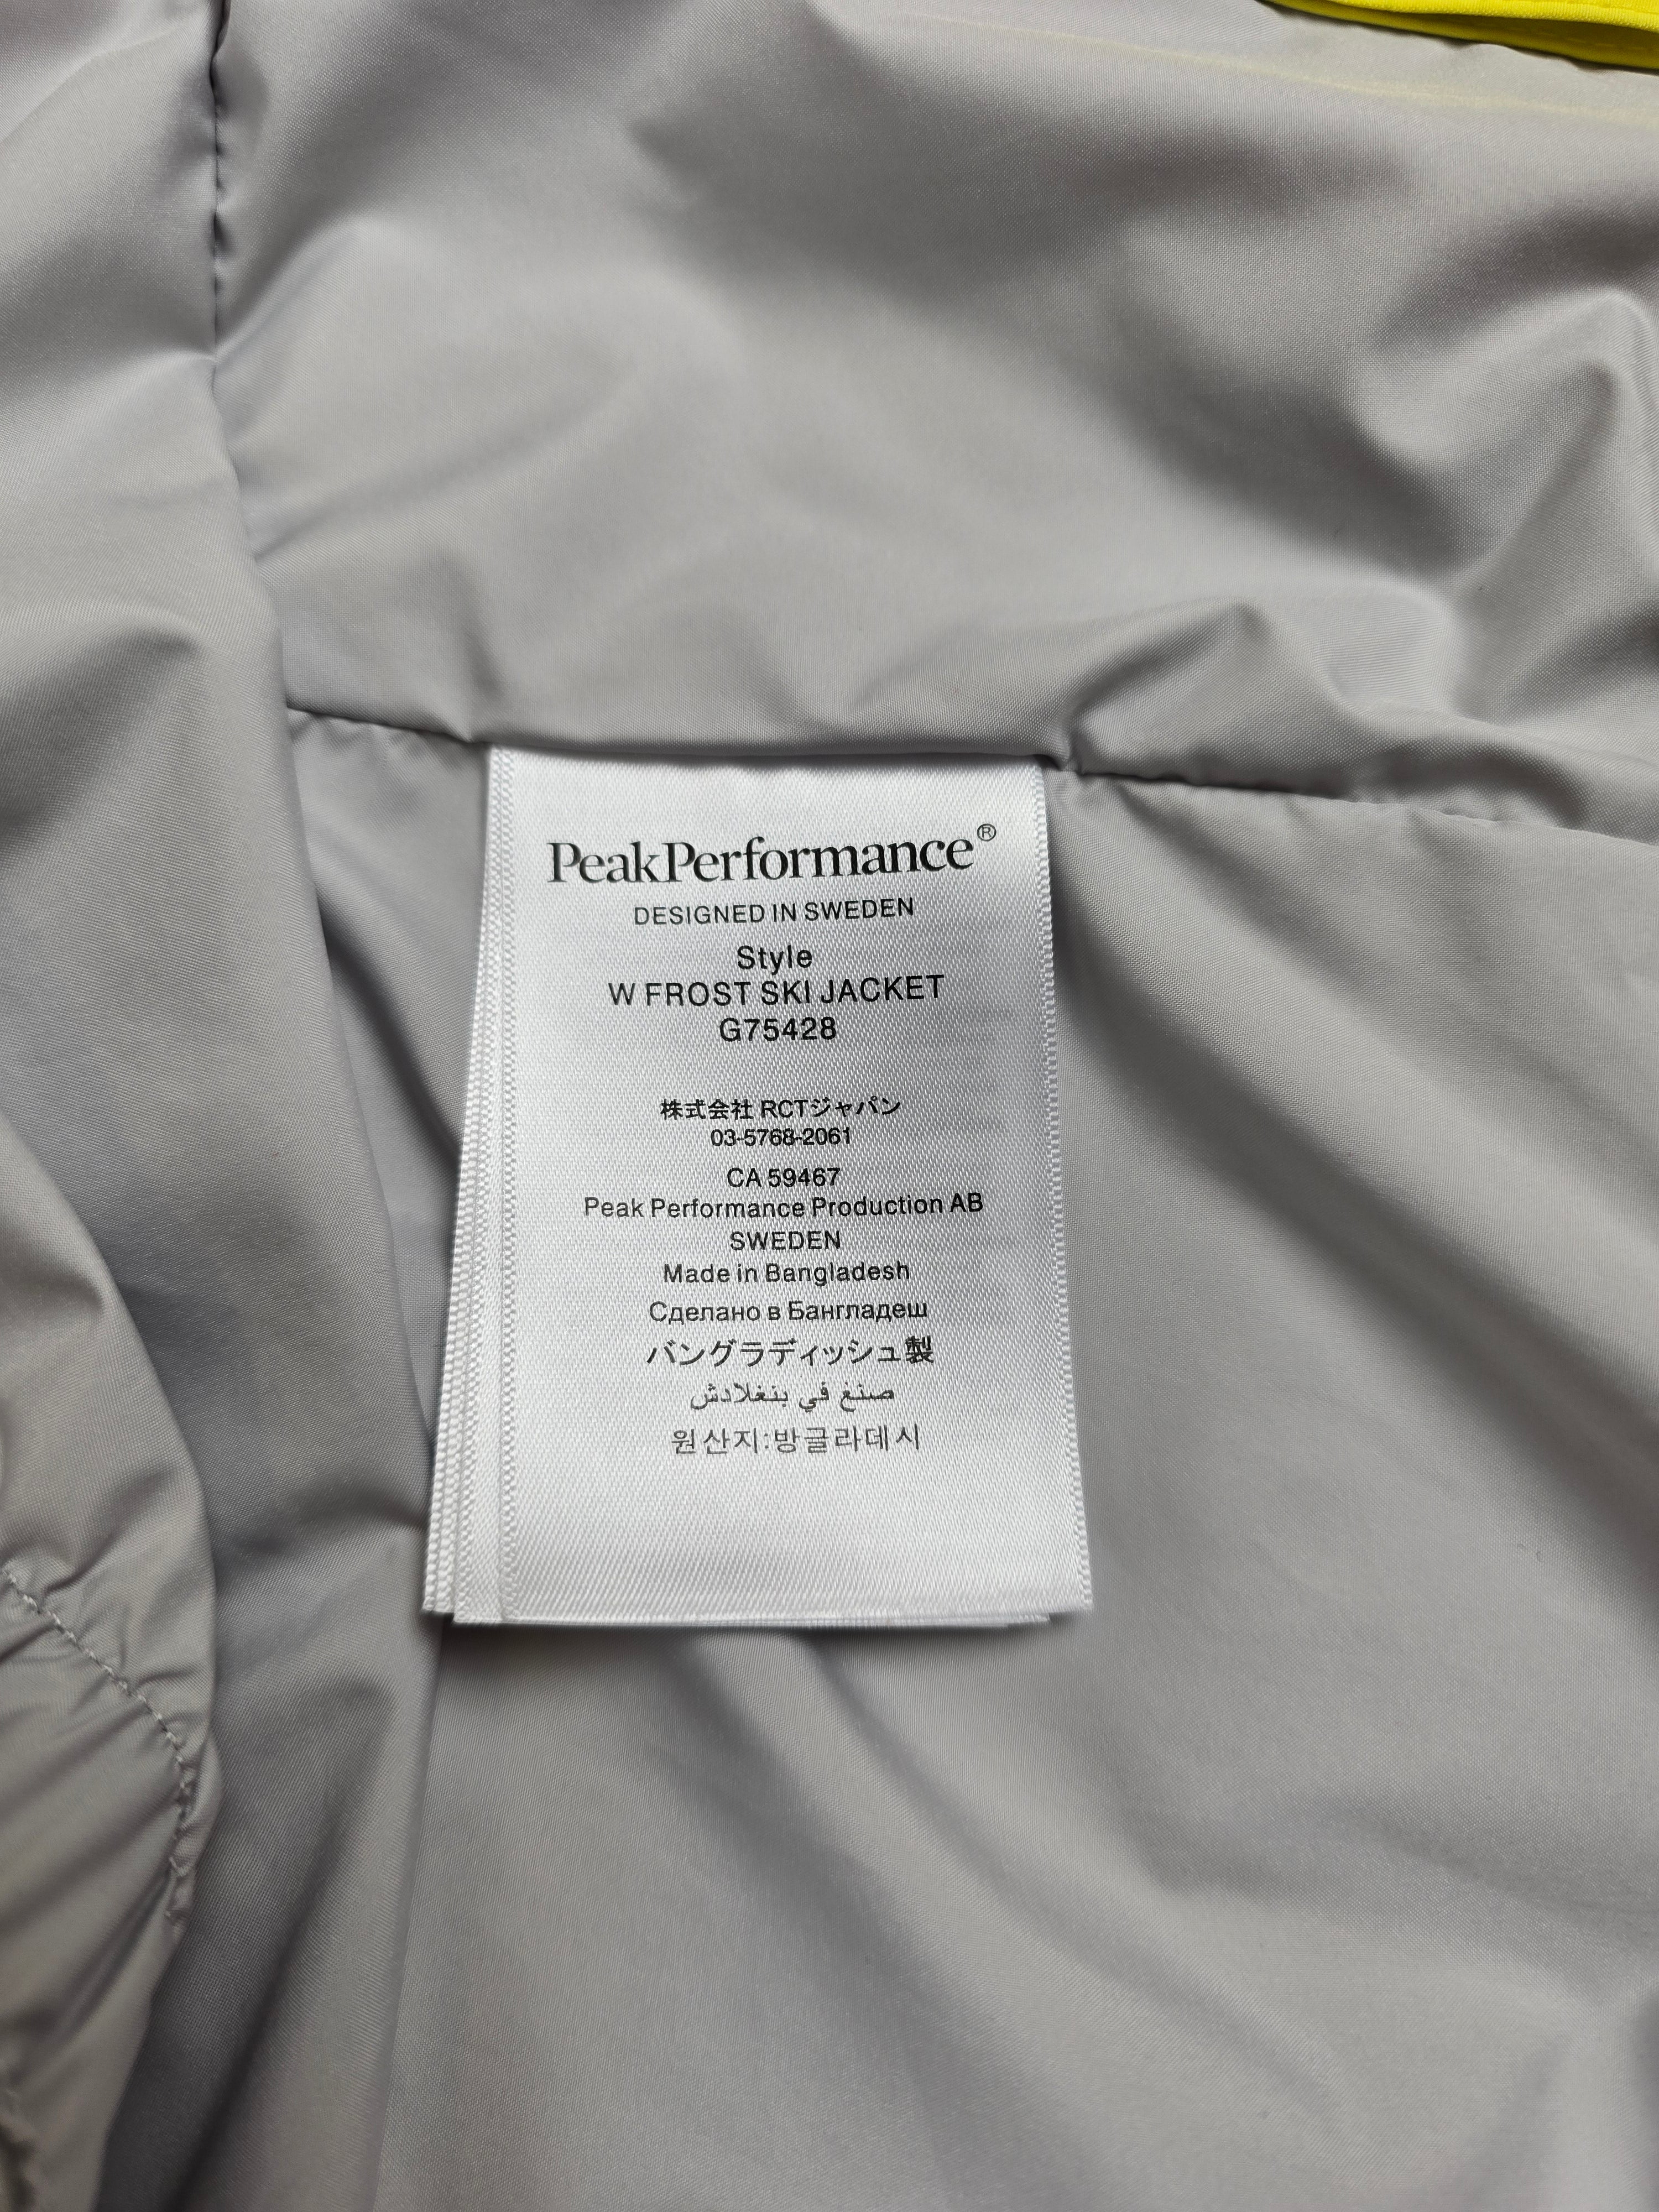 PeakPerformance®
DESIGNED IN SWEDEN
Style
W FROST SKI JACKET
G75428
株式会社 RCTジャパン
03-5768-2061
CA 59467
Peak Performance Production AB
SWEDEN
Made in Bangladesh
Сделано в Бангладеш
バングラディッシュ製
صنغ في بنغلادش
원산지:방글라데시